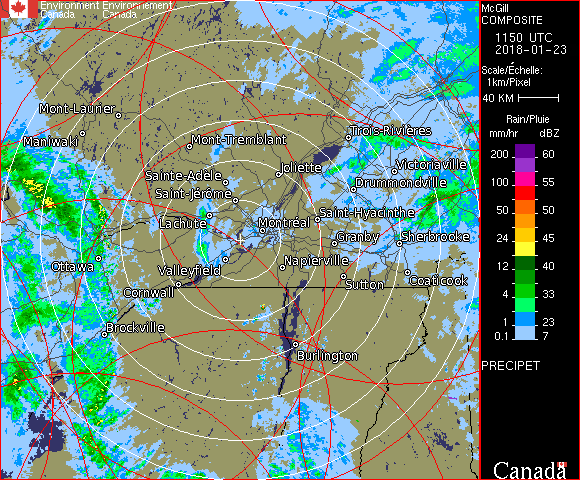 Environment Environnement
Canada Canada
Mont-Laurier
Maniwaki
Mont-Tremblant
Trois-Rivières
Joliette
Victoriaville
Sainte-Adèle
Drummondville
Saint-Jérôme
Lachute
Saint-Hyacinthe
Montréal
Granby
Sherbrooke
Ottawa
Valleyfield
Napierville
Cornwall
Sutton
Coaticook
Brockville
Burlington
McGill
COMPOSITE
1150 UTC
2018-01-23
Scale/Échelle:
1km/Pixel
40 KM
Rain/Pluie
mm/hr dBZ
200 60
100 55
50 50
24 45
12 40
4 33
1 23
0.1 7
PRECIPET
Canada